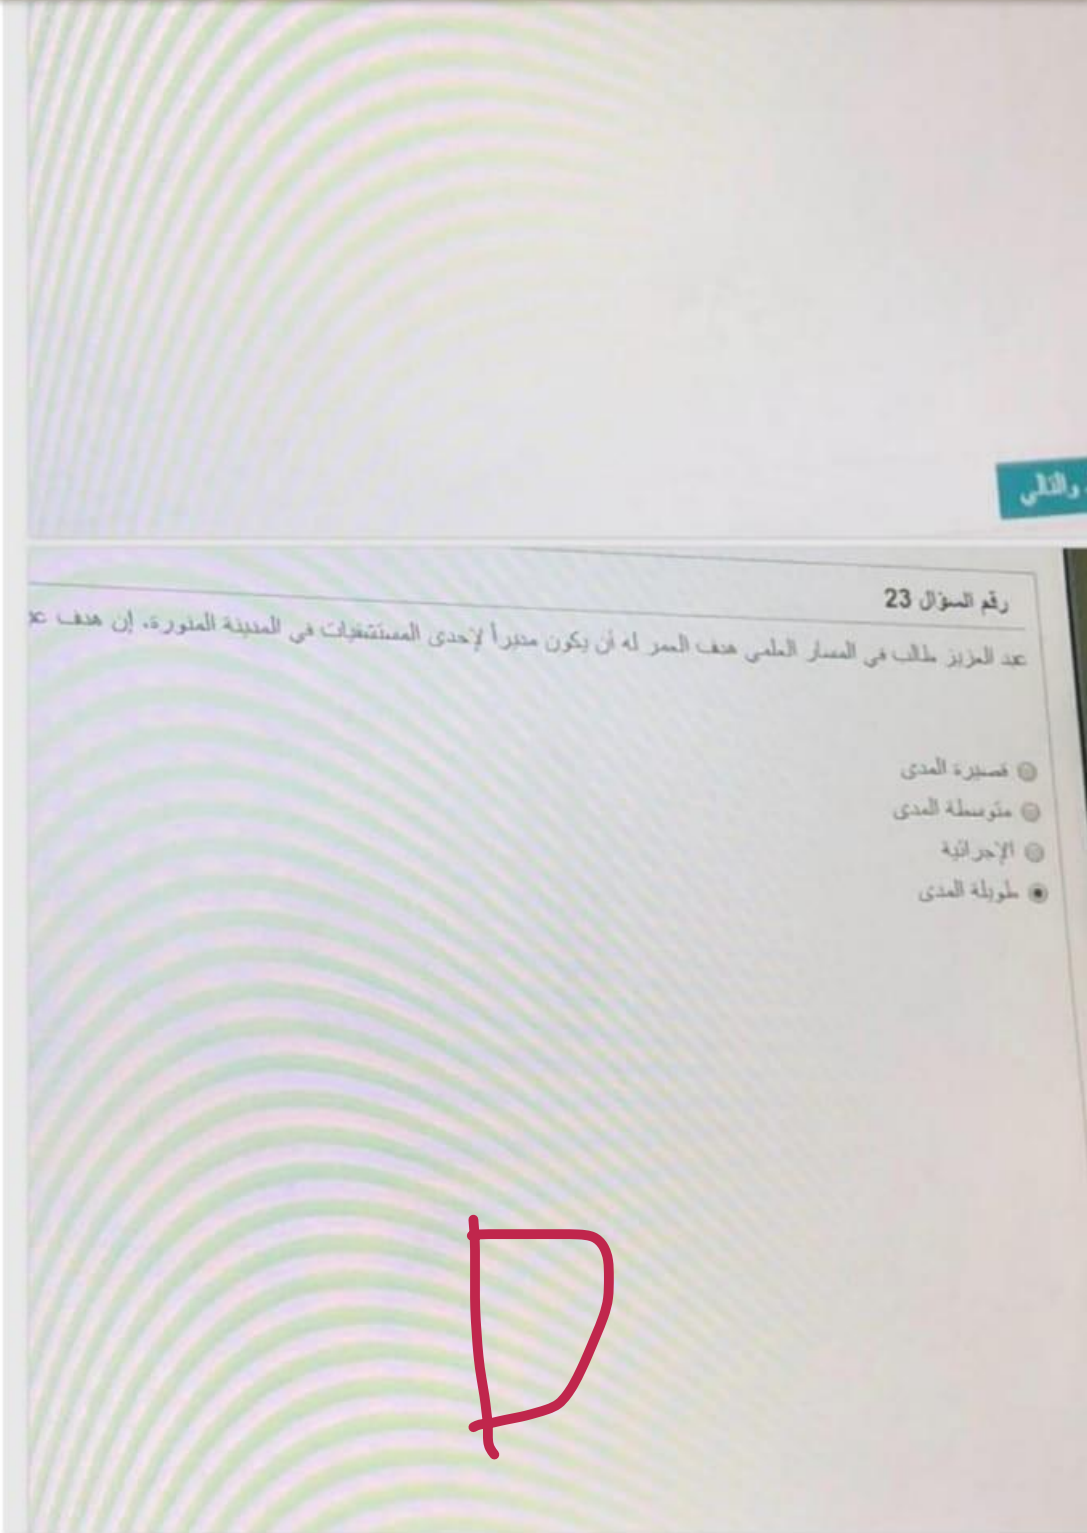 والتالي
رقم السؤال 23
عبد العزيز طالب في المسار العلمي هدف العمر له أن يكون مديراً لإحدى المستشفيات في المدينة المنورة، إن هدف عبد
قصيرة المدى
متوسطة المدى
الإجرائية
طويلة المدى
D